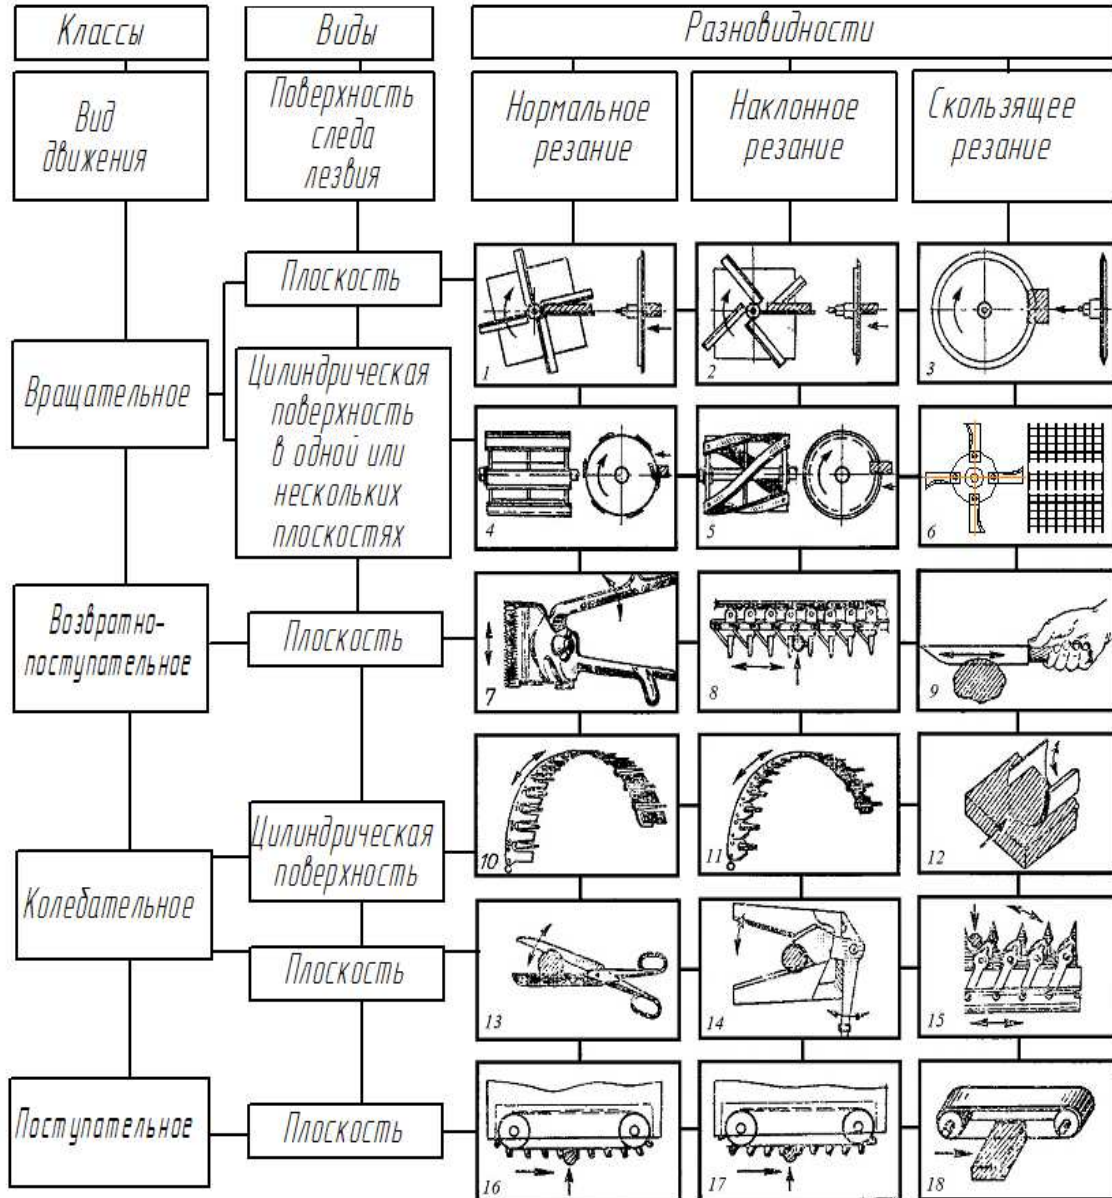 Классы
Виды
Разновидности
Вид
движения
Поверхность
следа
лезвия
Нормальное
резание
Наклонное
резание
Скользящее
резание
Плоскость
1
2
3
Вращательное
Цилиндрическая
поверхность
в одной или
нескольких
плоскостях
4
5
6
Возвратно-
поступательное
Плоскость
7
8
9
Цилиндрическая
поверхность
10
11
12
Колебательное
Плоскость
13
14
15
Поступательное
Плоскость
16
17
18